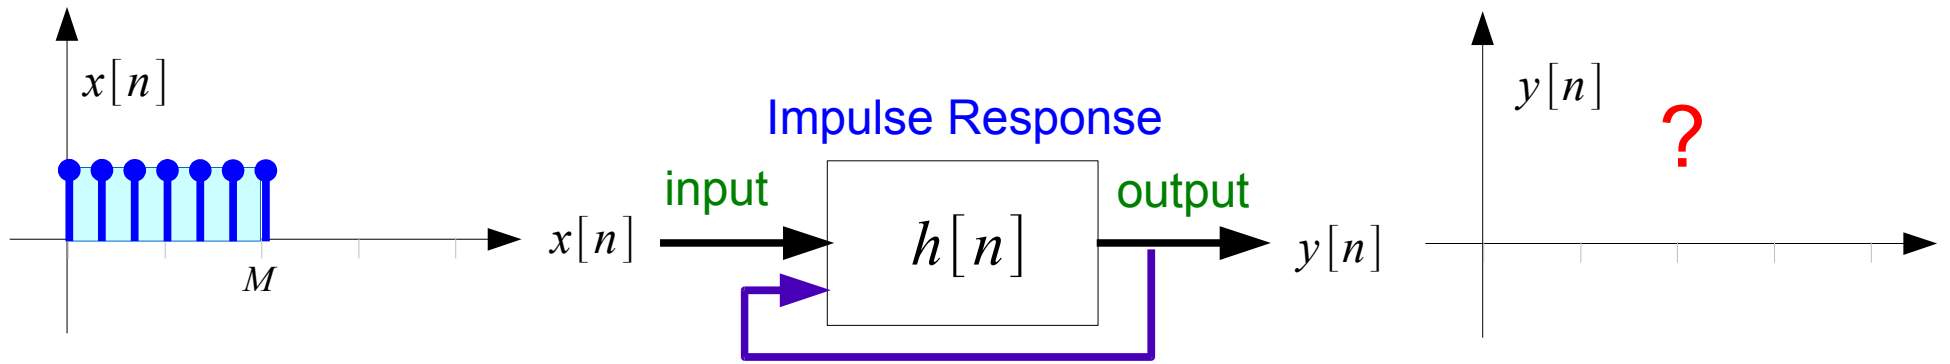 x[n]
M
x[n]
input
Impulse Response
h[n]
output
y[n]
y[n]
?